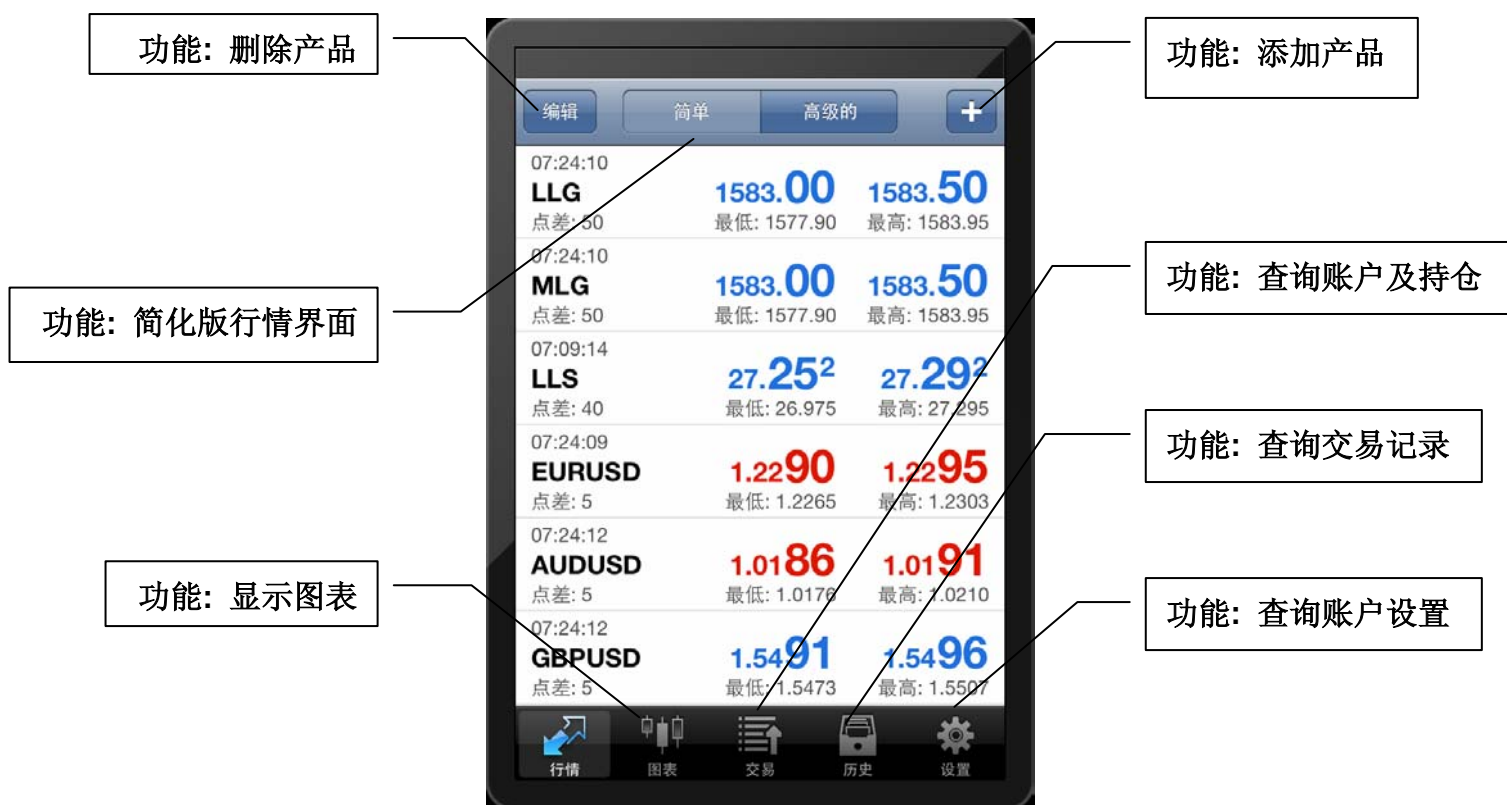 功能: 删除产品
功能: 添加产品
编辑
简单
高级的
+
07:24:10
LLG 1583.00 1583.50
点差: 50 最低: 1577.90 最高: 1583.95
07:24:10
MLG 1583.00 1583.50
点差: 50 最低: 1577.90 最高: 1583.95
07:09:14
LLS 27.25² 27.29²
点差: 40 最低: 26.975 最高: 27.295
07:24:09
EURUSD 1.2290 1.2295
点差: 5 最低: 1.2265 最高: 1.2303
07:24:12
AUDUSD 1.0186 1.0191
点差: 5 最低: 1.0176 最高: 1.0210
07:24:12
GBPUSD 1.5491 1.5496
点差: 5 最低: 1.5473 最高: 1.5507
行情
图表
交易
历史
设置
功能: 简化版行情界面
功能: 显示图表
功能: 查询账户及持仓
功能: 查询交易记录
功能: 查询账户设置